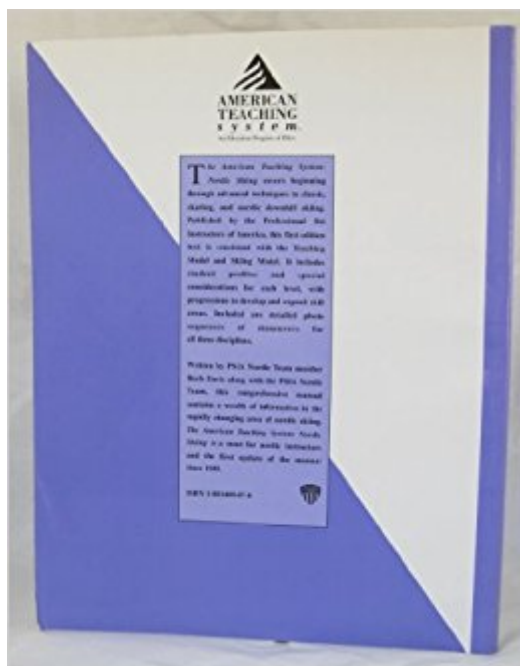 AMERICAN
TEACHING
system
An Education Program of PSIA
The American Teaching System:
Nordic Skiing covers beginning
through advanced techniques in classic,
skating, and nordic downhill skiing.
Published by the Professional Ski
Instructors of America, this first edition
text is consistent with the Teaching
Model and Skiing Model. It includes
student profiles and special
considerations for each level, with
progressions to develop and expand skill
areas. Included are detailed photo
sequences of maneuvers for
all three disciplines.
Written by PSIA Nordic Team member
along with the PSIA Nordic
Team, this comprehensive manual
contains a wealth of information in the
rapidly changing area of nordic skiing.
The American Teaching System: Nordic
Skiing is a must for nordic instructors
and the first update of the manual
since
ISBN